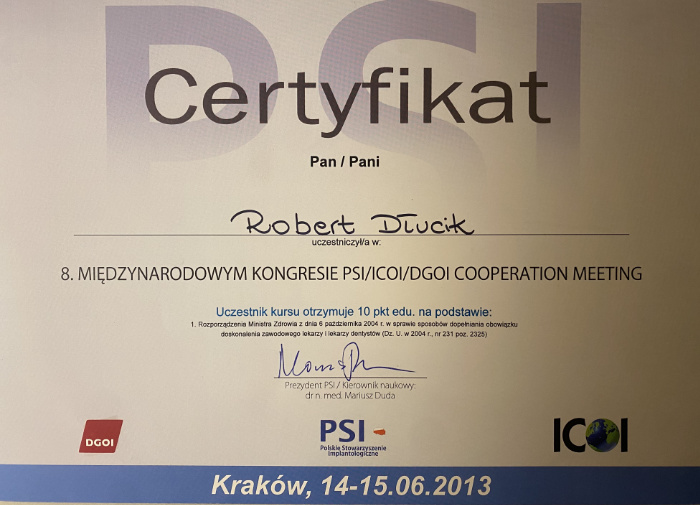 PSI
Certyfikat
Pan / Pani
Robert Dłucik
uczestniczył/a w:
8. MIĘDZYNARODOWYM KONGRESIE PSI/ICOI/DGOI COOPERATION MEETING
Uczestnik kursu otrzymuje 10 pkt edu. na podstawie:
1. Rozporządzenia Ministra Zdrowia z dnia 6 października 2004 r. w sprawie sposobów dopełniania obowiązku
doskonalenia zawodowego lekarzy i lekarzy dentystów (Dz. U. w 2004 r., nr 231 poz. 2325)
Prezydent PSI / Kierownik naukowy:
dr n. med. Mariusz Duda
DGOI
PSI
Polskie Stowarzyszenie
Implantologiczne
ICOI
Kraków, 14-15.06.2013